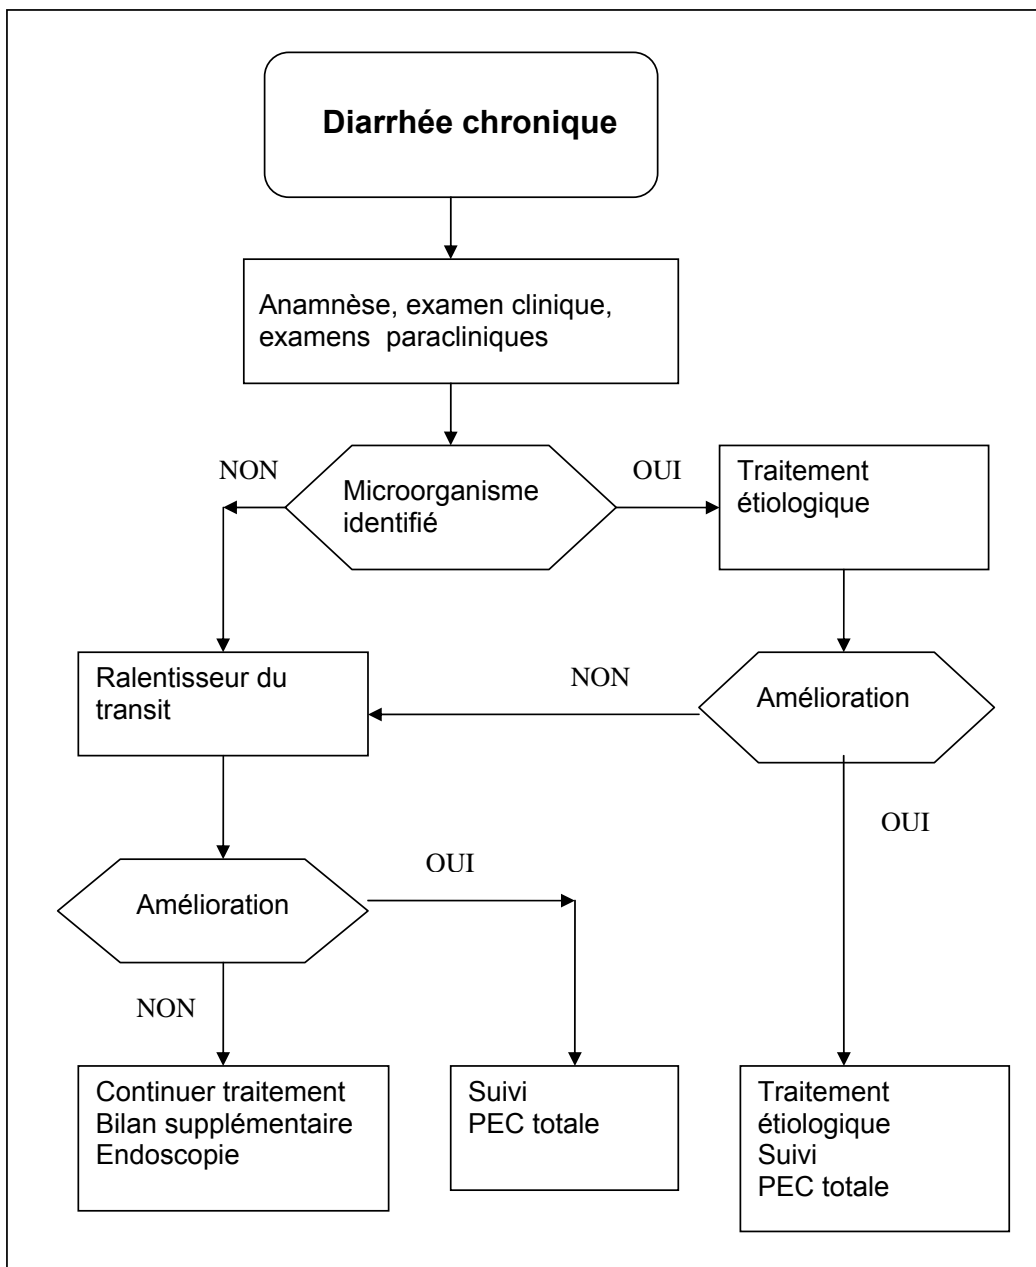 Diarrhée chronique
Anamnèse, examen clinique,
examens paracliniques
NON
OUI
Microorganisme
identifié
Traitement
étiologique
Ralentisseur du
transit
NON
Amélioration
OUI
Amélioration
OUI
NON
Continuer traitement
Bilan supplémentaire
Endoscopie
Suivi
PEC totale
Traitement
étiologique
Suivi
PEC totale